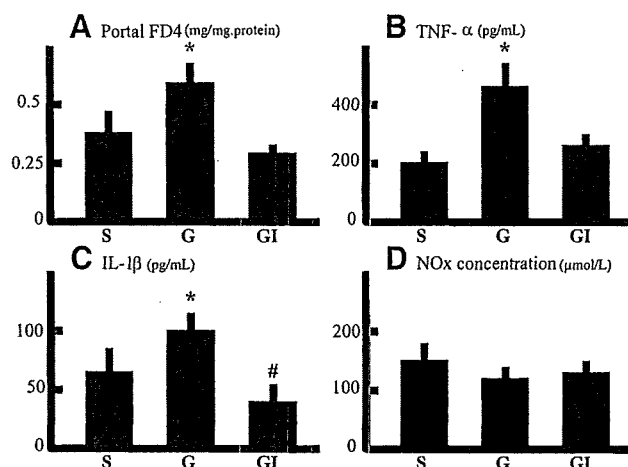 A Portal FD4 (mg/mg.protein)
*
0.5
0.25
0
S G GI
B TNF- α (pg/mL)
*
400
200
0
S G GI
C IL-1β (pg/mL)
*
100
#
50
0
S G GI
D NOx concentration (μmol/L)
200
100
0
S G GI